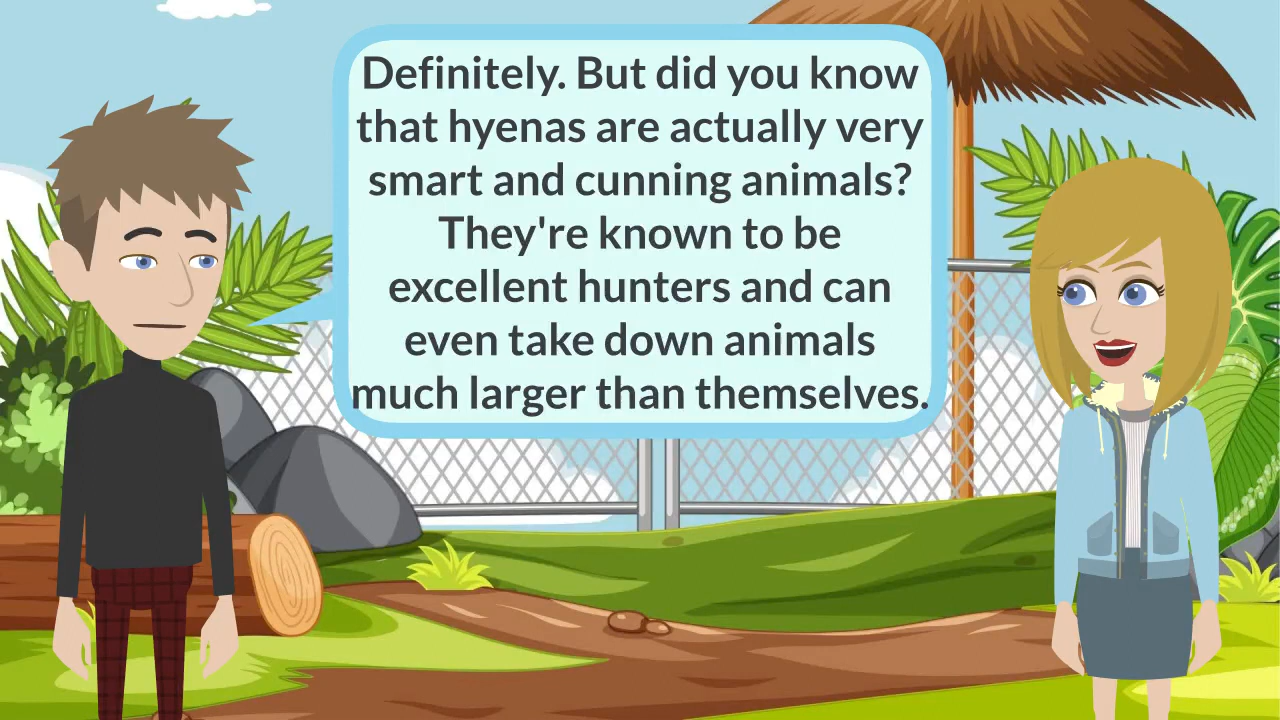 Definitely. But did you know
that hyenas are actually very
smart and cunning animals?
They're known to be
excellent hunters and can
even take down animals
much larger than themselves.